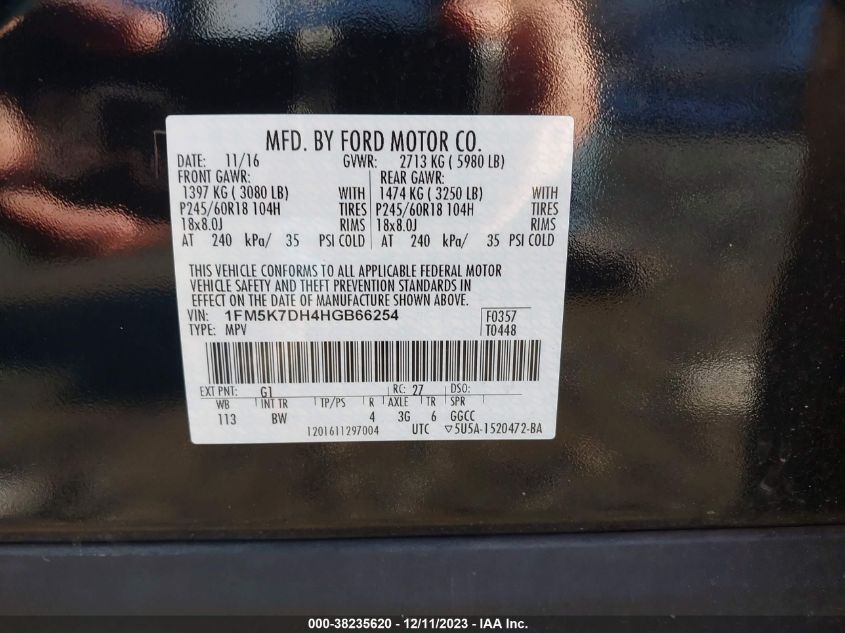 MFD. BY FORD MOTOR CO.
DATE: 11/16 GVWR: 2713 KG ( 5980 LB)
FRONT GAWR: REAR GAWR:
1397 KG ( 3080 LB) WITH 1474 KG ( 3250 LB) WITH
P245/60R18 104H TIRES P245/60R18 104H TIRES
18x8.0J RIMS 18x8.0J RIMS
AT 240 kPa/ 35 PSI COLD AT 240 kPa/ 35 PSI COLD
THIS VEHICLE CONFORMS TO ALL APPLICABLE FEDERAL MOTOR
VEHICLE SAFETY AND THEFT PREVENTION STANDARDS IN
EFFECT ON THE DATE OF MANUFACTURE SHOWN ABOVE.
VIN: 1FM5K7DH4HGB66254 F0357
TYPE: MPV T0448
EXT PNT: G1 RC: 27 DSO:
WB INT TR TP/PS R AXLE TR SPR
113 BW 4 3G 6 GGCC
1201611297004 UTC ▽5U5A-1520472-BA
000-38235620 - 12/11/2023 - IAA Inc.